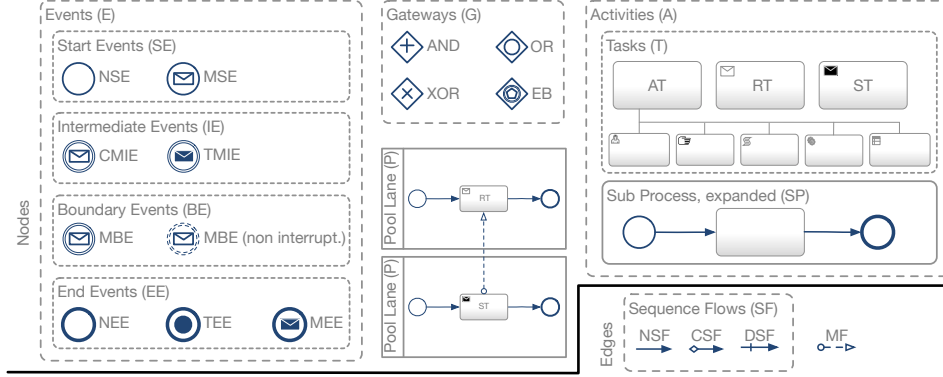 Events (E)
Start Events (SE)
NSE
MSE
Intermediate Events (IE)
CMIE
TMIE
Boundary Events (BE)
MBE
MBE (non interrupt.)
End Events (EE)
NEE
TEE
MEE
Nodes
Gateways (G)
AND
OR
XOR
EB
Pool Lane (P)
RT
Pool Lane (P)
ST
Activities (A)
Tasks (T)
AT
RT
ST
Sub Process, expanded (SP)
Edges
Sequence Flows (SF)
NSF
CSF
DSF
MF